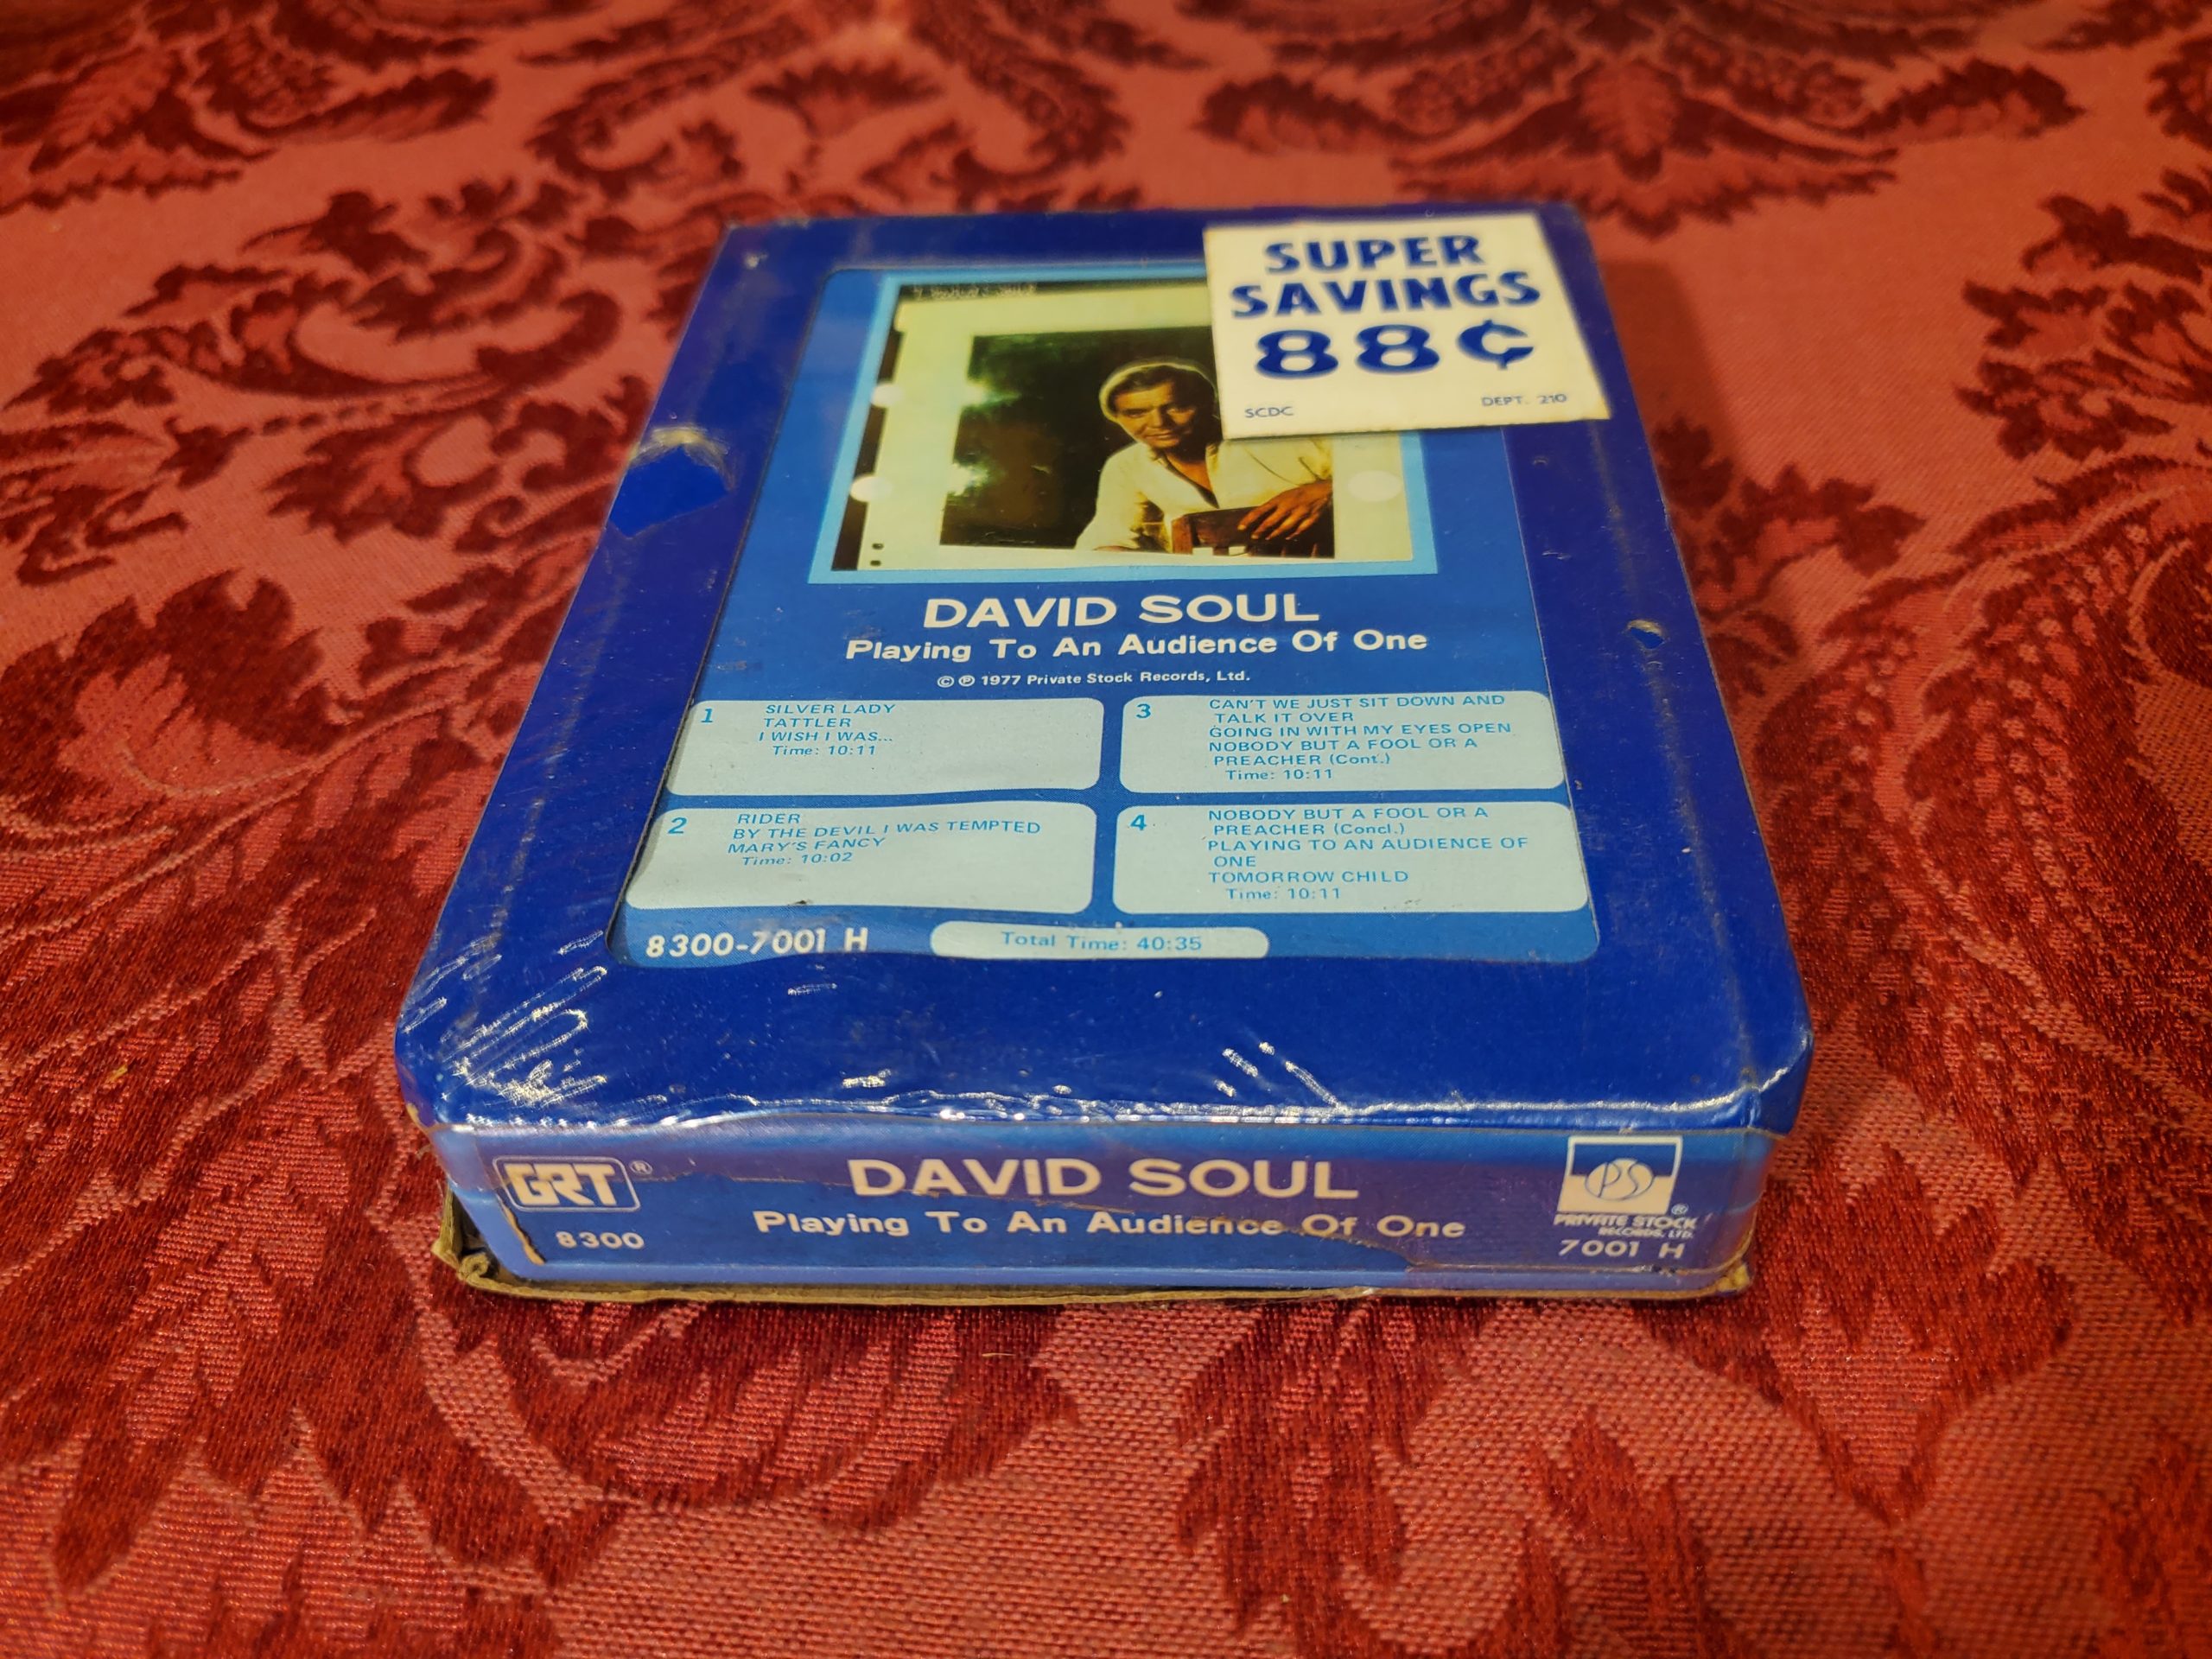 SUPER
SAVINGS
88¢
SCDC DEPT. 210
DAVID SOUL
Playing To An Audience Of One
© ℗ 1977 Private Stock Records, Ltd.
1 SILVER LADY
TATTLER
I WISH I WAS...
Time: 10:11
2 RIDER
BY THE DEVIL I WAS TEMPTED
MARY'S FANCY
Time: 10:02
3 CAN'T WE JUST SIT DOWN AND
TALK IT OVER
GOING IN WITH MY EYES OPEN
NOBODY BUT A FOOL OR A
PREACHER (Cont.)
Time: 10:11
4 NOBODY BUT A FOOL OR A
PREACHER (Concl.)
PLAYING TO AN AUDIENCE OF
ONE
TOMORROW CHILD
Time: 10:11
8300-7001 H Total Time: 40:35
GRT®
8300
DAVID SOUL
Playing To An Audience Of One
PS®
PRIVATE STOCK
RECORDS, LTD.
7001 H